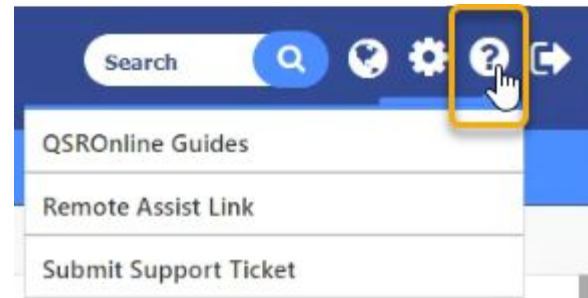 Search
QSROnline Guides
Remote Assist Link
Submit Support Ticket